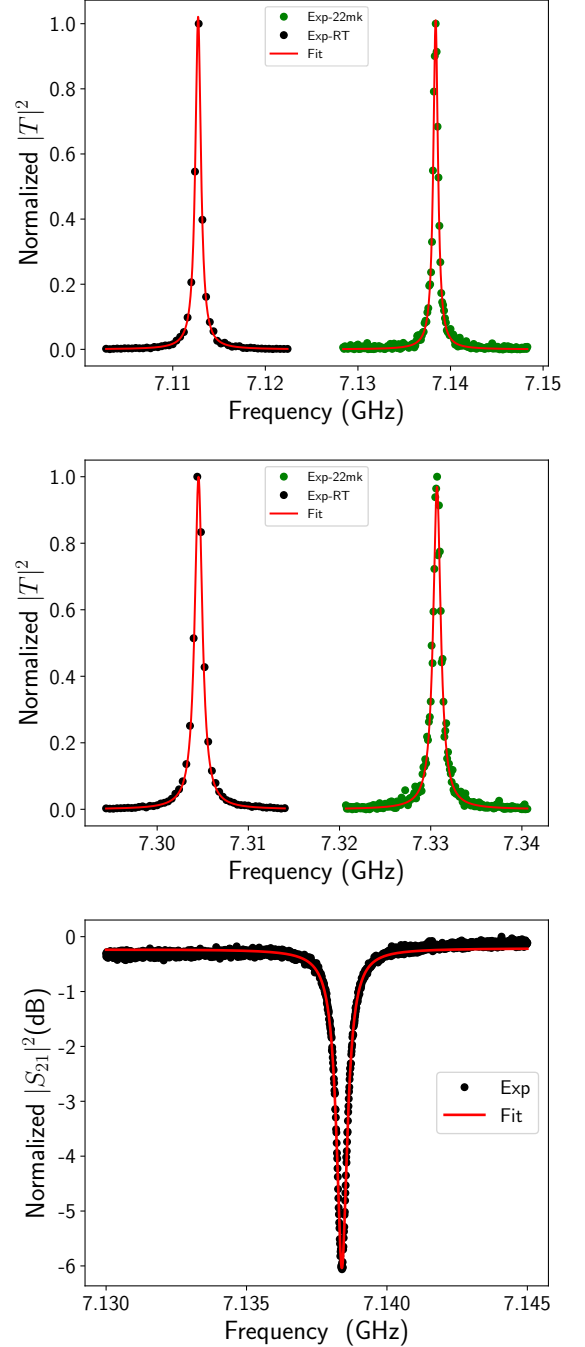 1.0
0.8
0.6
0.4
0.2
0.0
Normalized |T|^2
Exp-22mk
Exp-RT
Fit
7.11 7.12 7.13 7.14 7.15
Frequency (GHz)
1.0
0.8
0.6
0.4
0.2
0.0
Normalized |T|^2
Exp-22mk
Exp-RT
Fit
7.30 7.31 7.32 7.33 7.34
Frequency (GHz)
0
-1
-2
-3
-4
-5
-6
Normalized |S_{21}|^2(dB)
Exp
Fit
7.130 7.135 7.140 7.145
Frequency (GHz)